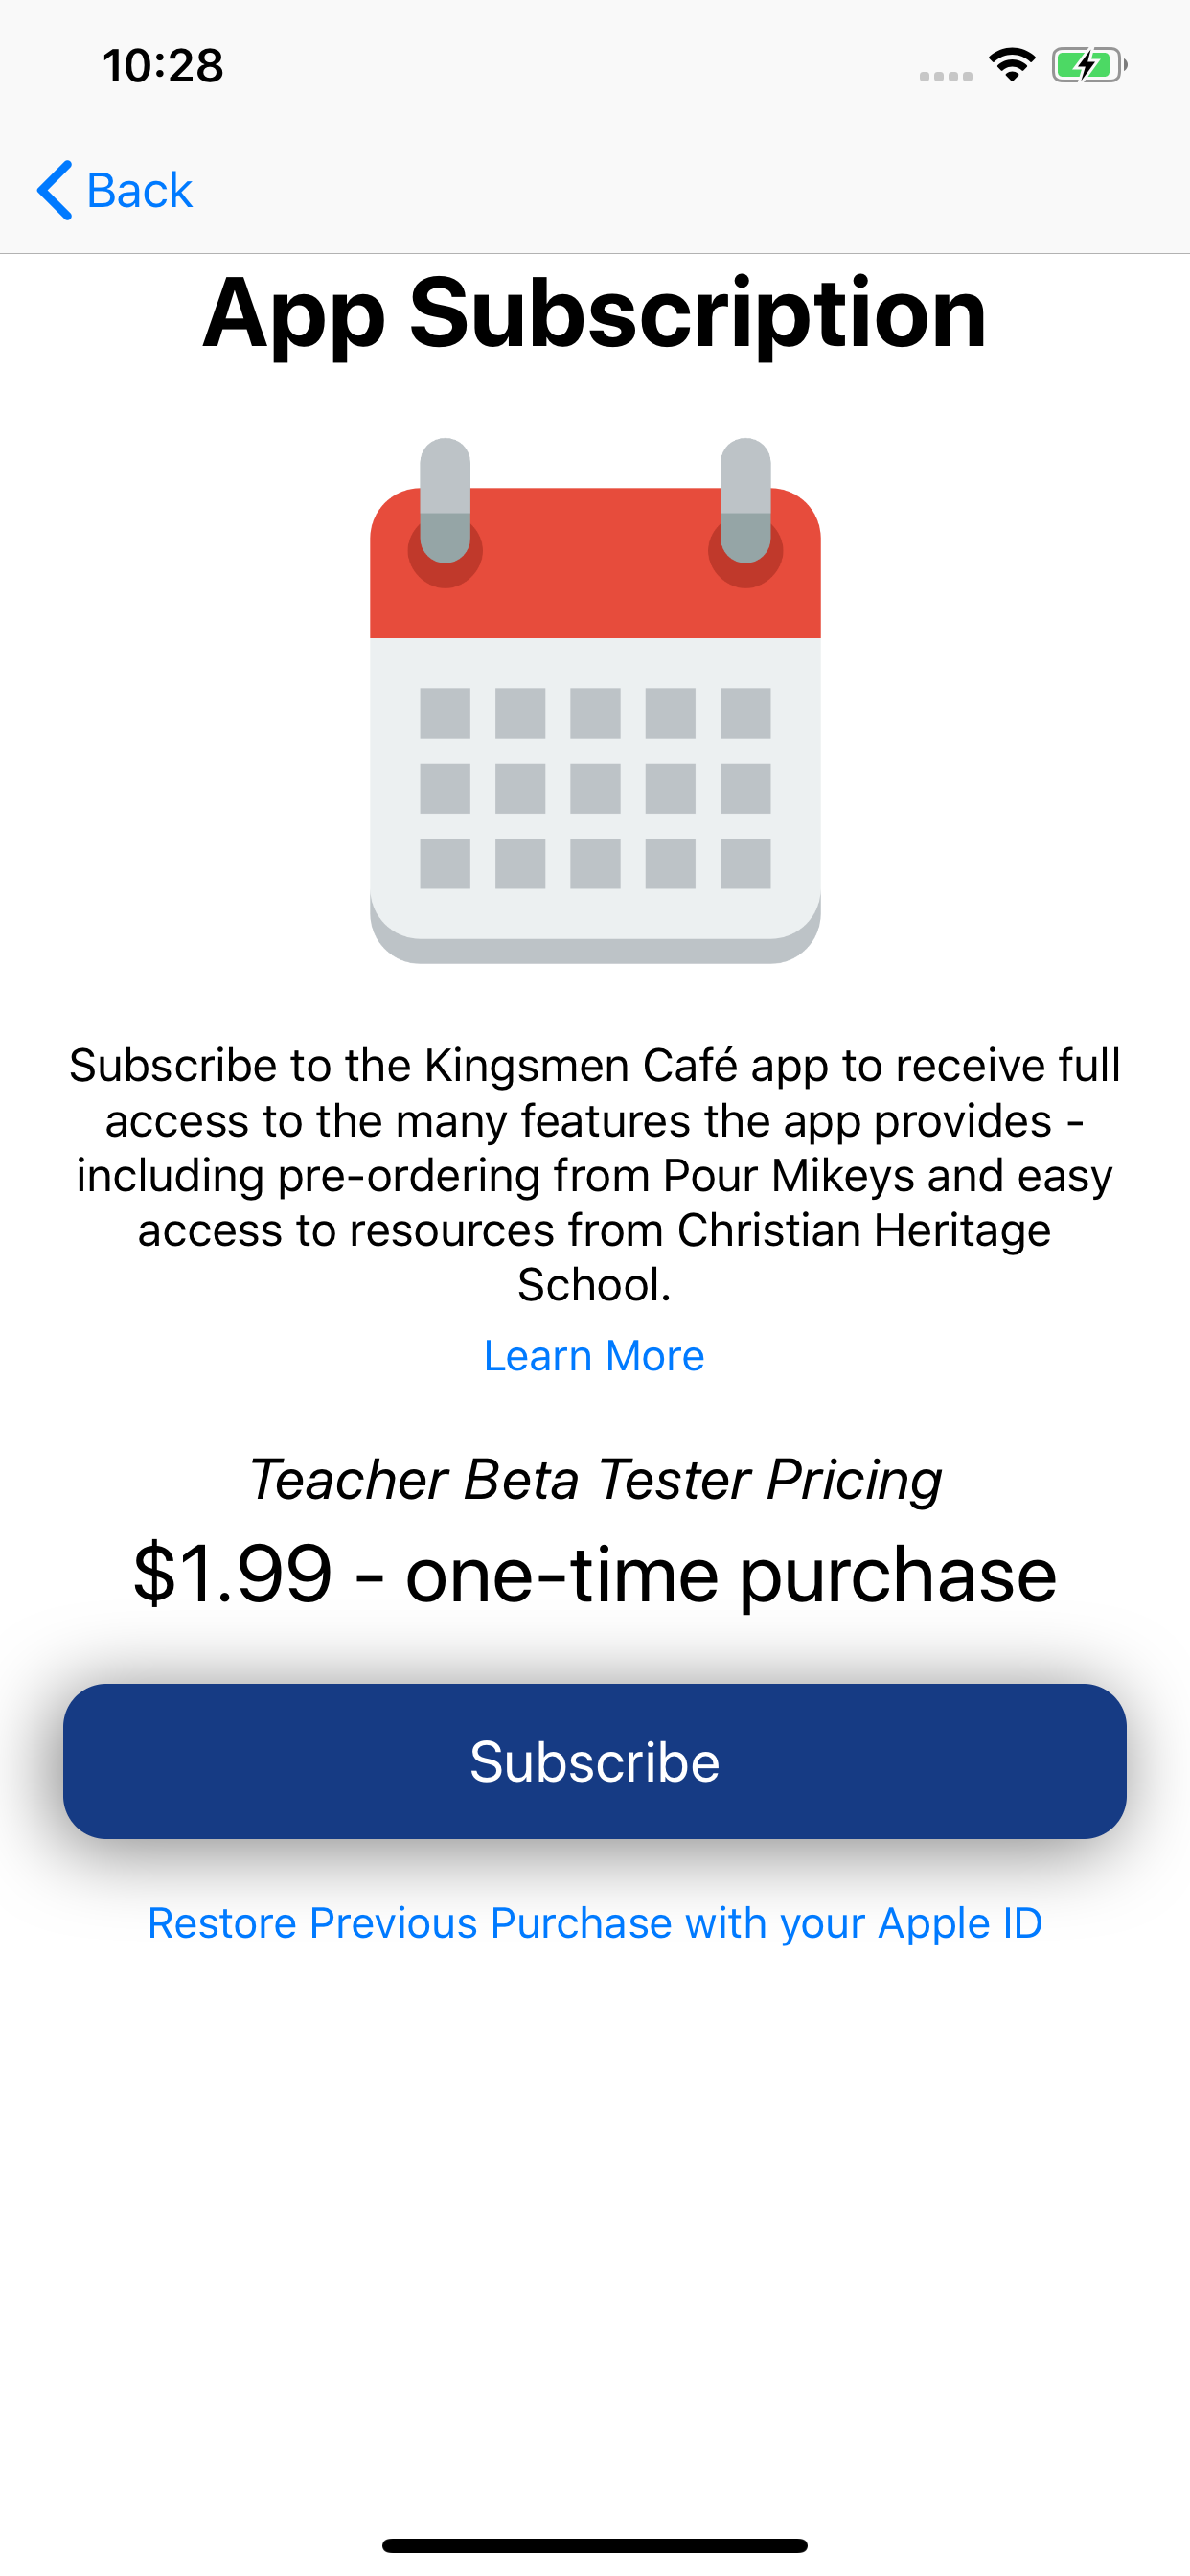 10:28
Back
App Subscription
Subscribe to the Kingsmen Café app to receive full
access to the many features the app provides -
including pre-ordering from Pour Mikeys and easy
access to resources from Christian Heritage
School.
Learn More
Teacher Beta Tester Pricing
$1.99 - one-time purchase
Subscribe
Restore Previous Purchase with your Apple ID